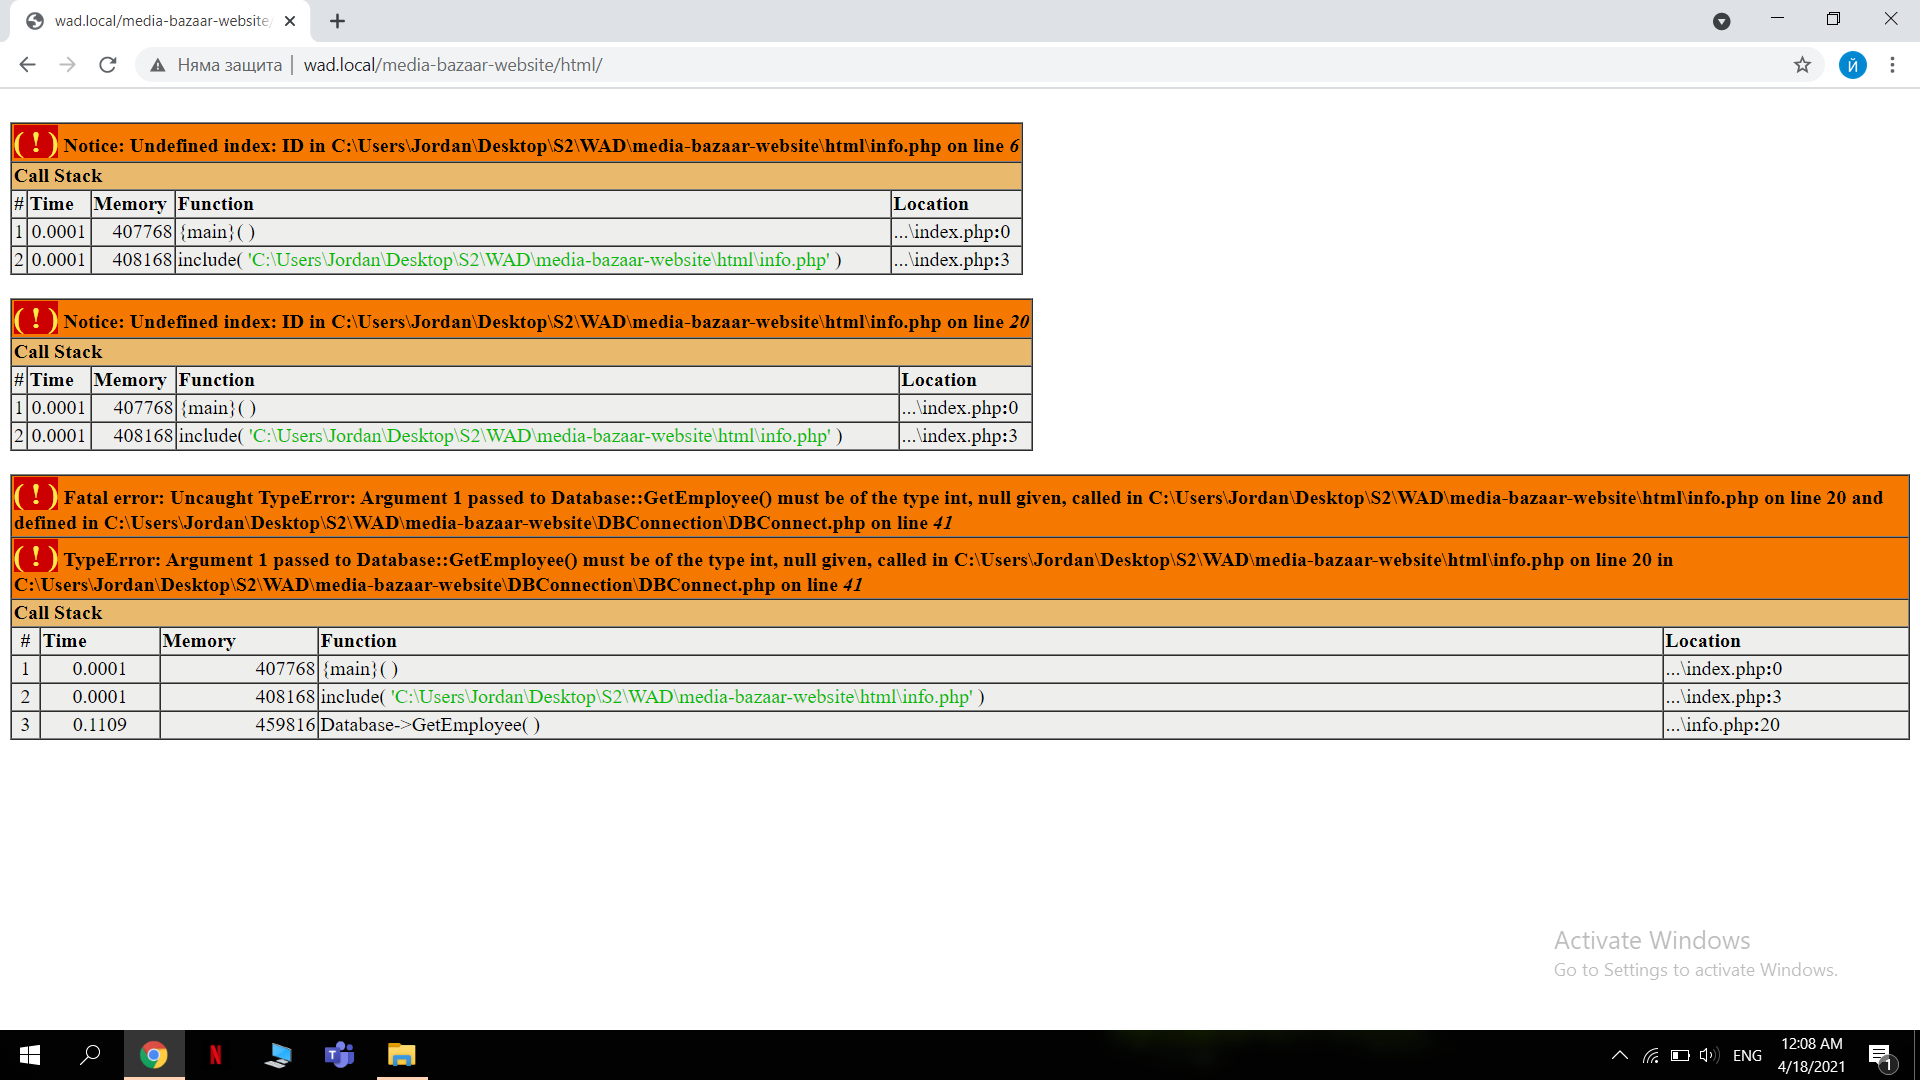 wad.local/media-bazaar-website/
Няма защита | wad.local/media-bazaar-website/html/
й
( ! ) Notice: Undefined index: ID in C:\Users\Jordan\Desktop\S2\WAD\media-bazaar-website\html\info.php on line 6
Call Stack
# Time Memory Function Location
1 0.0001 407768 {main}( ) ...\index.php:0
2 0.0001 408168 include( 'C:\Users\Jordan\Desktop\S2\WAD\media-bazaar-website\html\info.php' ) ...\index.php:3
( ! ) Notice: Undefined index: ID in C:\Users\Jordan\Desktop\S2\WAD\media-bazaar-website\html\info.php on line 20
Call Stack
# Time Memory Function Location
1 0.0001 407768 {main}( ) ...\index.php:0
2 0.0001 408168 include( 'C:\Users\Jordan\Desktop\S2\WAD\media-bazaar-website\html\info.php' ) ...\index.php:3
( ! ) Fatal error: Uncaught TypeError: Argument 1 passed to Database::GetEmployee() must be of the type int, null given, called in C:\Users\Jordan\Desktop\S2\WAD\media-bazaar-website\html\info.php on line 20 and
defined in C:\Users\Jordan\Desktop\S2\WAD\media-bazaar-website\DBConnection\DBConnect.php on line 41
( ! ) TypeError: Argument 1 passed to Database::GetEmployee() must be of the type int, null given, called in C:\Users\Jordan\Desktop\S2\WAD\media-bazaar-website\html\info.php on line 20 in
C:\Users\Jordan\Desktop\S2\WAD\media-bazaar-website\DBConnection\DBConnect.php on line 41
Call Stack
# Time Memory Function Location
1 0.0001 407768 {main}( ) ...\index.php:0
2 0.0001 408168 include( 'C:\Users\Jordan\Desktop\S2\WAD\media-bazaar-website\html\info.php' ) ...\index.php:3
3 0.1109 459816 Database->GetEmployee( ) ...\info.php:20
Activate Windows
Go to Settings to activate Windows.
N
T
ENG
12:08 AM
4/18/2021
1